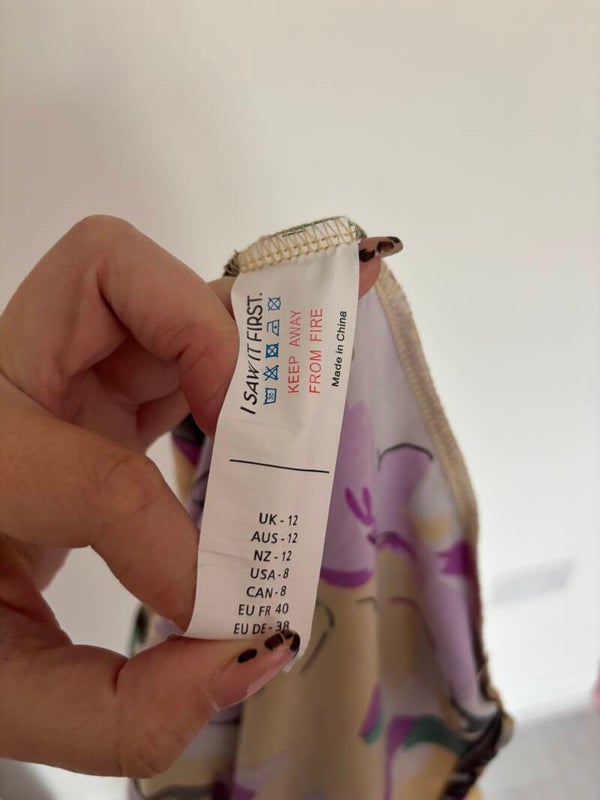 I SAW IT FIRST.
KEEP AWAY
FROM FIRE
Made in China
UK - 12
AUS - 12
NZ - 12
USA - 8
CAN - 8
EU FR 40
EU DE - 38